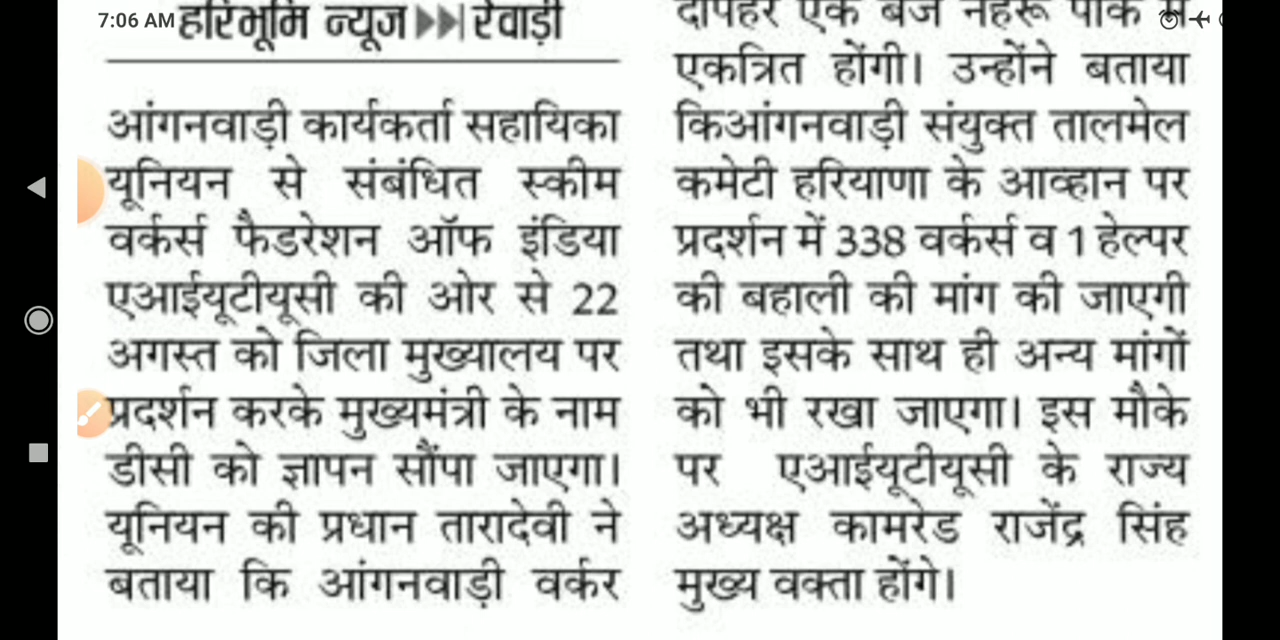 7:06 AM
हरिभूमि न्यूज▶▶|रेवाड़ी
आंगनवाड़ी कार्यकर्ता सहायिका
यूनियन से संबंधित स्कीम
वर्कर्स फैडरेशन ऑफ इंडिया
एआईयूटीयूसी की ओर से 22
अगस्त को जिला मुख्यालय पर
प्रदर्शन करके मुख्यमंत्री के नाम
डीसी को ज्ञापन सौंपा जाएगा।
यूनियन की प्रधान तारादेवी ने
बताया कि आंगनवाड़ी वर्कर
दोपहर एक बजे नेहरू पार्क में
एकत्रित होंगी। उन्होंने बताया
किआंगनवाड़ी संयुक्त तालमेल
कमेटी हरियाणा के आव्हान पर
प्रदर्शन में 338 वर्कर्स व 1 हेल्पर
की बहाली की मांग की जाएगी
तथा इसके साथ ही अन्य मांगों
को भी रखा जाएगा। इस मौके
पर एआईयूटीयूसी के राज्य
अध्यक्ष कामरेड राजेंद्र सिंह
मुख्य वक्ता होंगे।